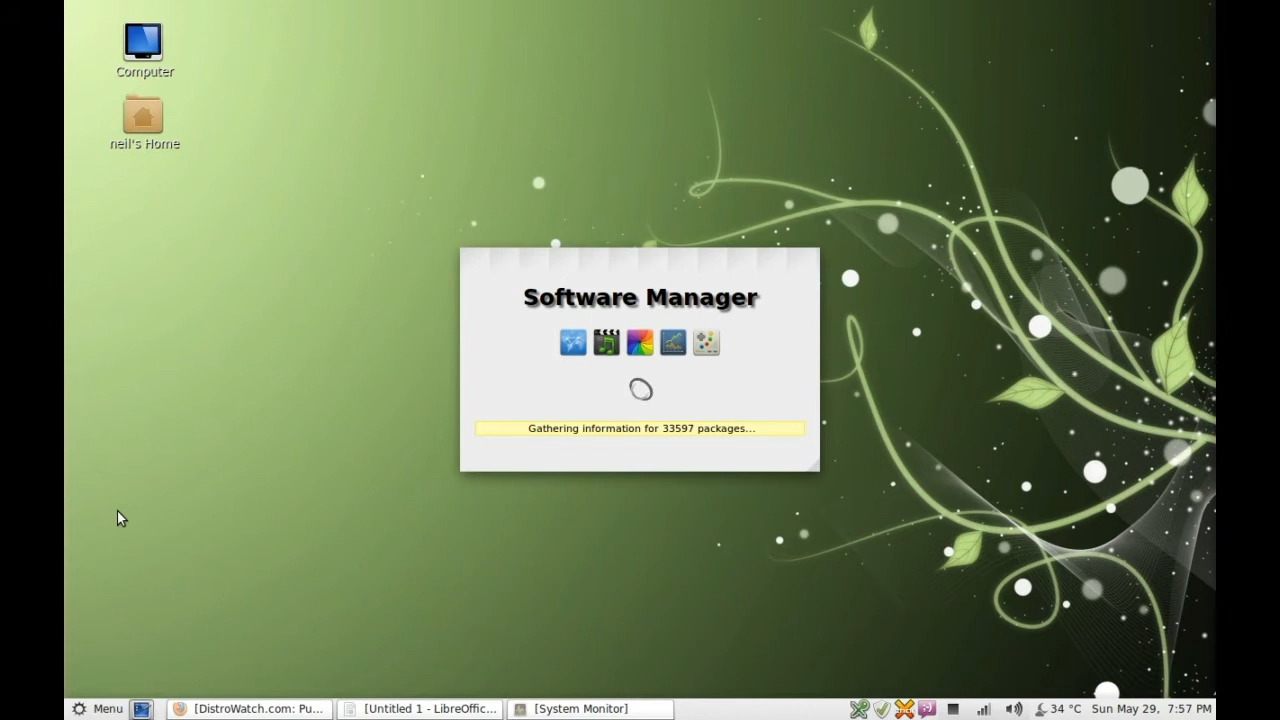 Computer
neil's Home
Software Manager
Gathering information for 33597 packages...
Menu
[DistroWatch.com: Pu...
[Untitled 1 - LibreOffic...
[System Monitor]
34 °C
Sun May 29, 7:57 PM